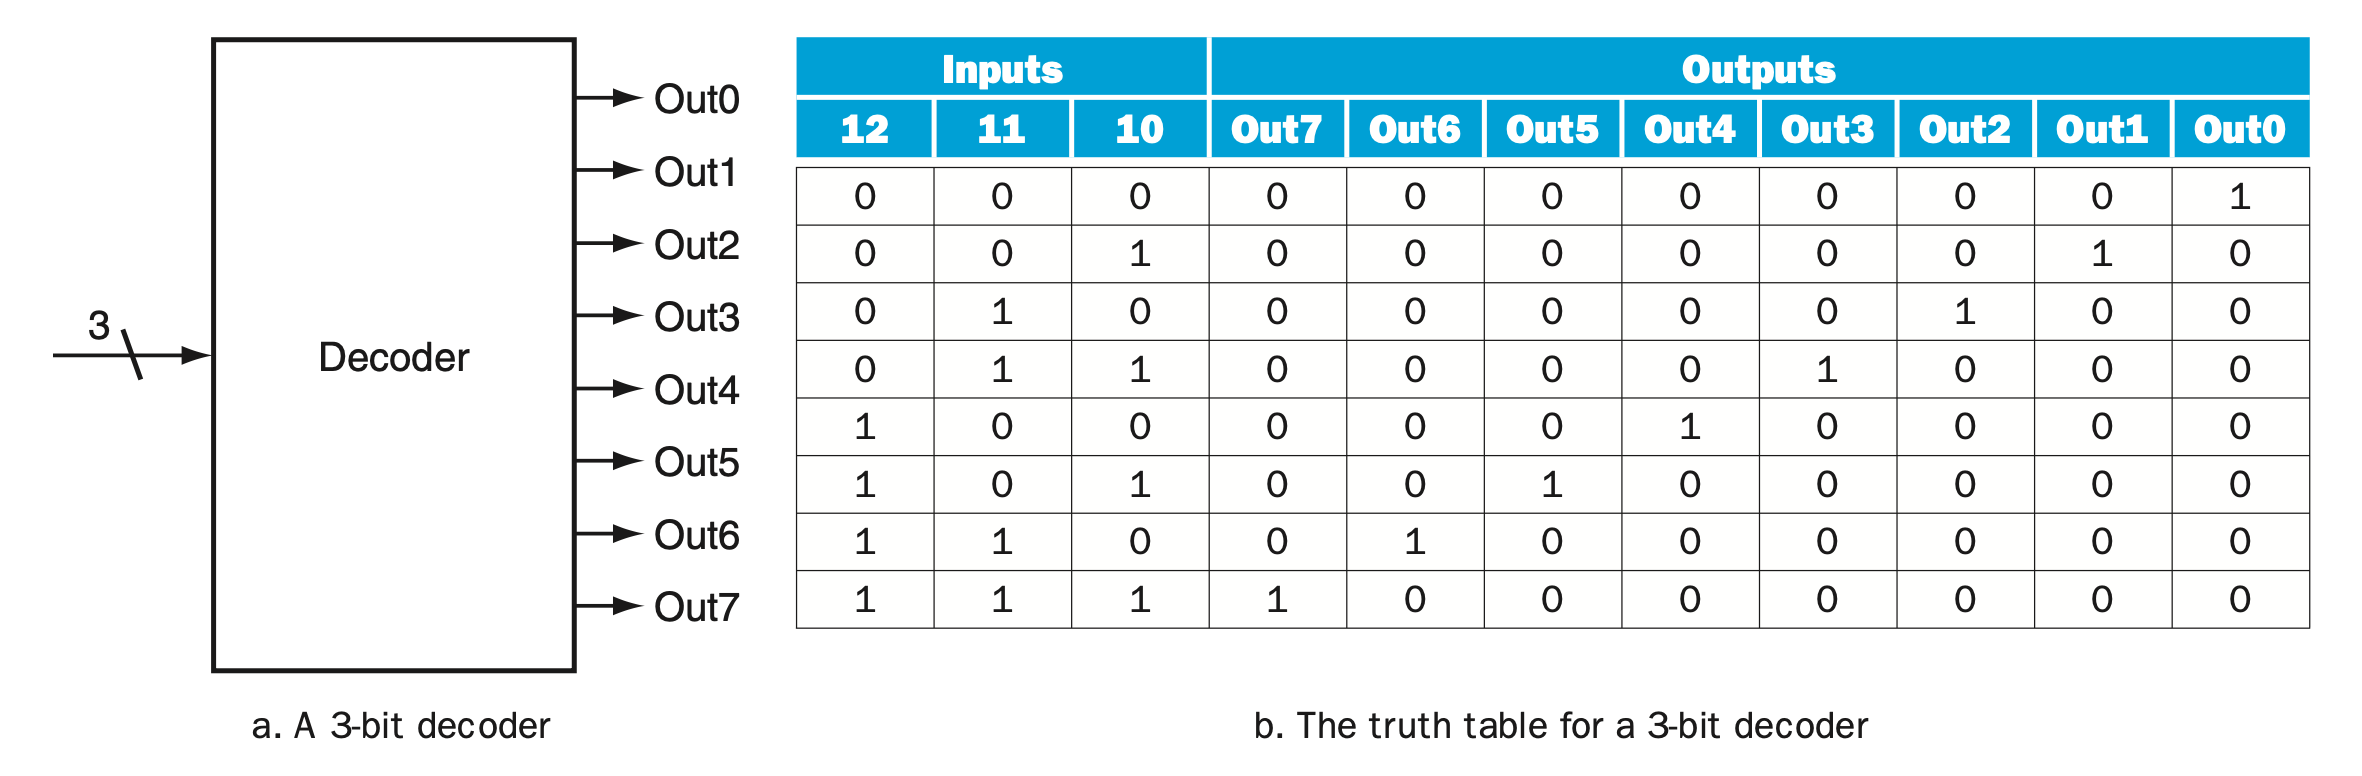 Out0
Out1
Out2
Out3
Out4
Out5
Out6
Out7
3
Decoder
a. A 3-bit decoder
Inputs Outputs
12 11 10 Out7 Out6 Out5 Out4 Out3 Out2 Out1 Out0
0 0 0 0 0 0 0 0 0 0 1
0 0 1 0 0 0 0 0 0 1 0
0 1 0 0 0 0 0 0 1 0 0
0 1 1 0 0 0 0 1 0 0 0
1 0 0 0 0 0 1 0 0 0 0
1 0 1 0 0 1 0 0 0 0 0
1 1 0 0 1 0 0 0 0 0 0
1 1 1 1 0 0 0 0 0 0 0
b. The truth table for a 3-bit decoder